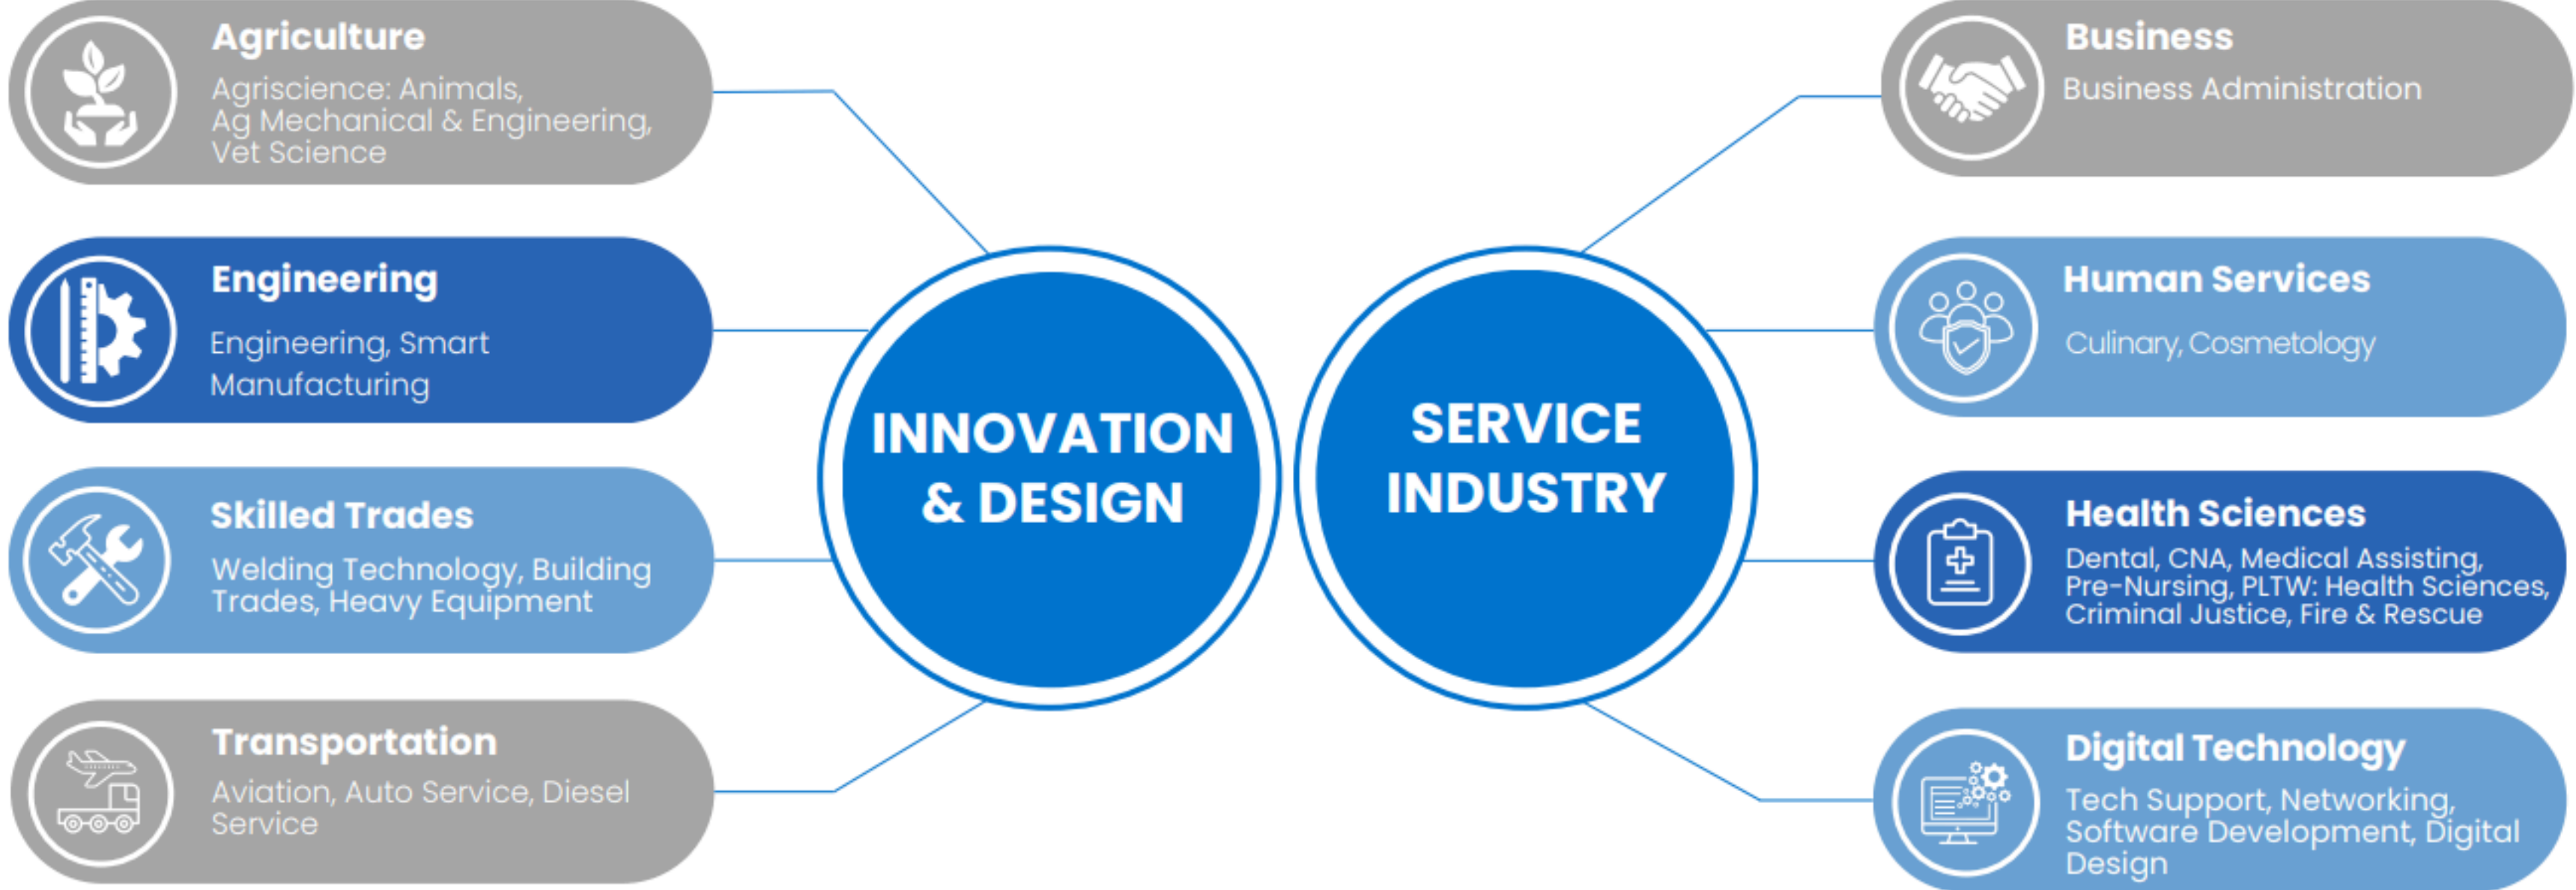 Agriculture
Agriscience: Animals,
Ag Mechanical & Engineering,
Vet Science
Engineering
Engineering, Smart
Manufacturing
Skilled Trades
Welding Technology, Building
Trades, Heavy Equipment
Transportation
Aviation, Auto Service, Diesel
Service
INNOVATION
& DESIGN
SERVICE
INDUSTRY
Business
Business Administration
Human Services
Culinary, Cosmetology
Health Sciences
Dental, CNA, Medical Assisting,
Pre-Nursing, PLTW: Health Sciences,
Criminal Justice, Fire & Rescue
Digital Technology
Tech Support, Networking,
Software Development, Digital
Design